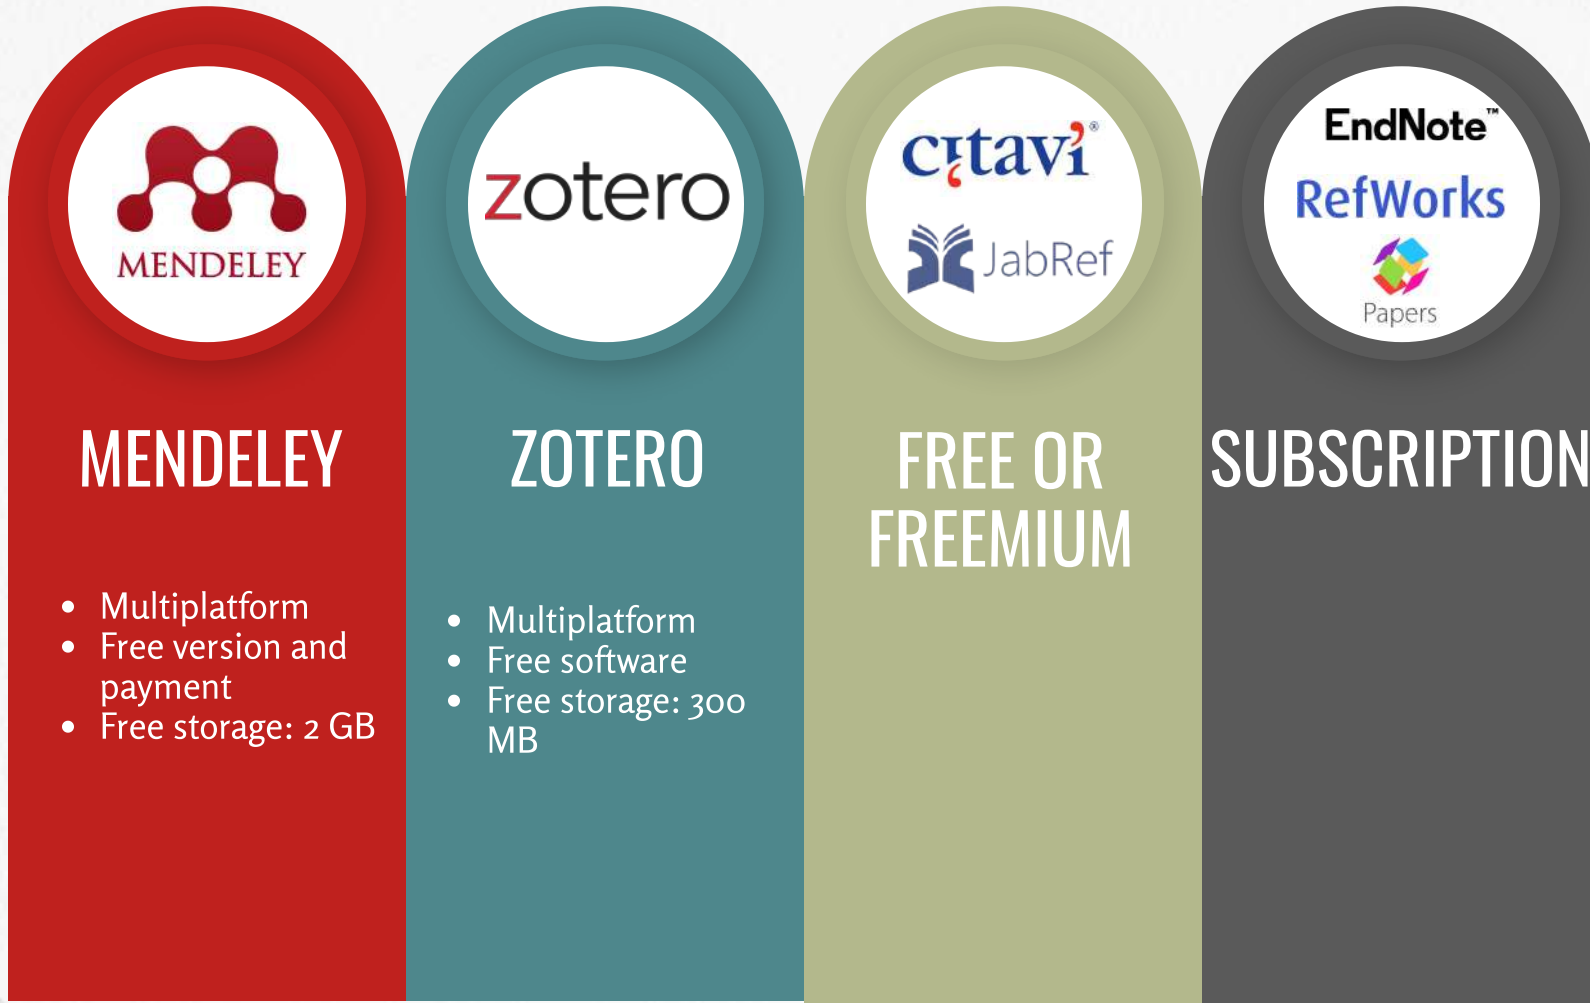 MENDELEY
MENDELEY
• Multiplatform
• Free version and
payment
• Free storage: 2 GB
zotero
ZOTERO
• Multiplatform
• Free software
• Free storage: 300
MB
citavi®
JabRef
FREE OR
FREEMIUM
EndNote™
RefWorks
Papers
SUBSCRIPTION